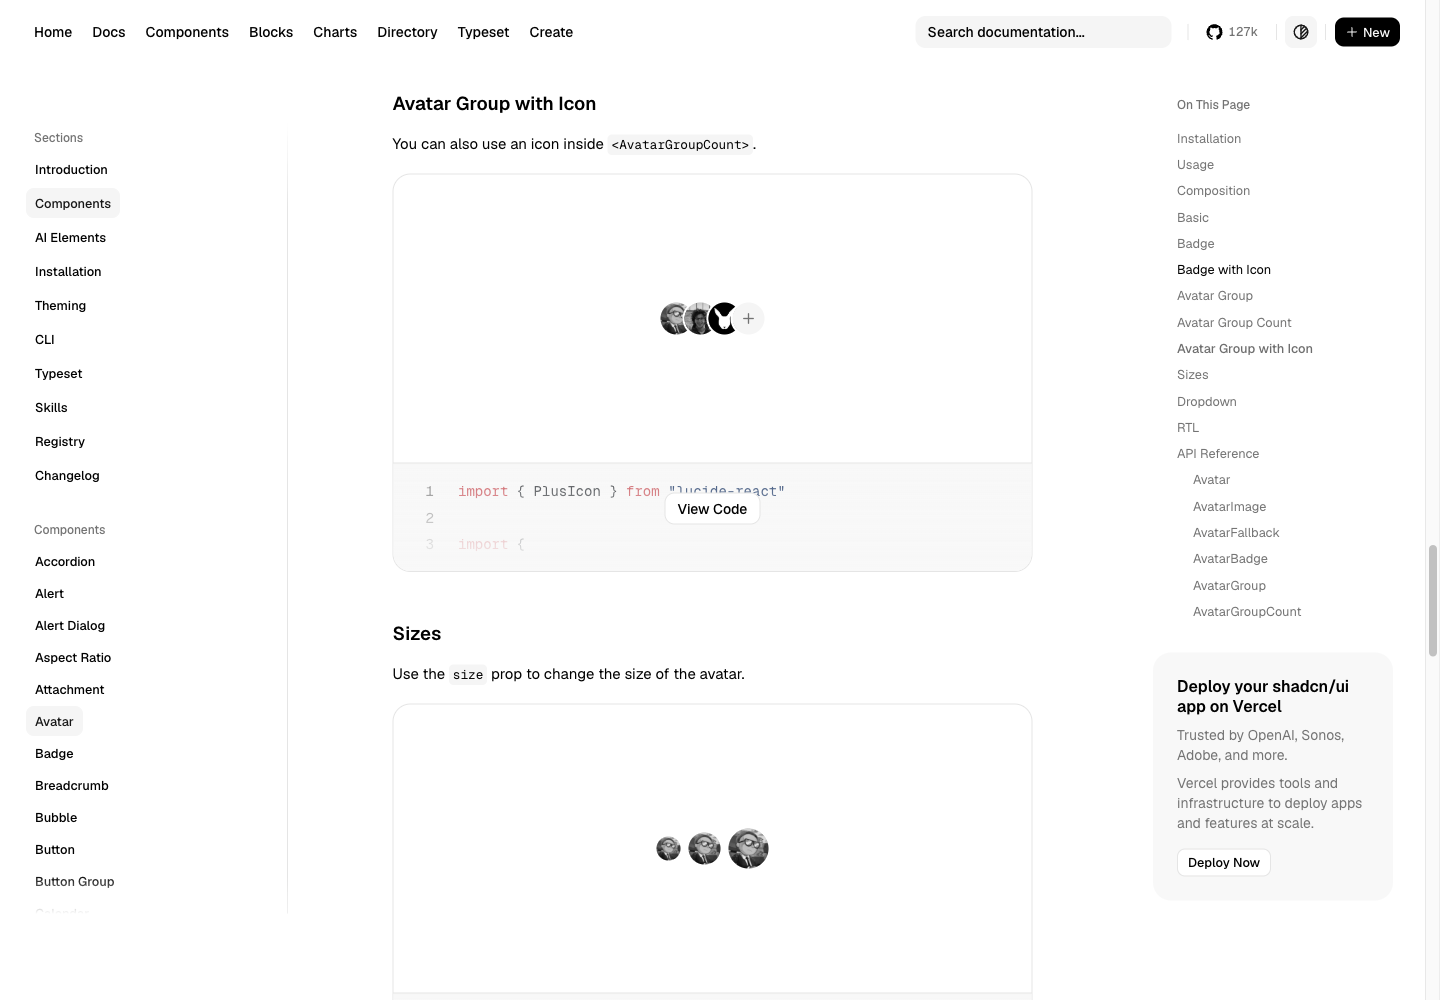 Home Docs Components Blocks Charts Directory Typeset Create
Search documentation...
127k
New
Sections
Introduction
Components
AI Elements
Installation
Theming
CLI
Typeset
Skills
Registry
Changelog
Components
Accordion
Alert
Alert Dialog
Aspect Ratio
Attachment
Avatar
Badge
Breadcrumb
Bubble
Button
Button Group
Calendar
Avatar Group with Icon
You can also use an icon inside <AvatarGroupCount>.
1 import { PlusIcon } from "lucide-react"
View Code
2
3 import {
Sizes
Use the size prop to change the size of the avatar.
On This Page
Installation
Usage
Composition
Basic
Badge
Badge with Icon
Avatar Group
Avatar Group Count
Avatar Group with Icon
Sizes
Dropdown
RTL
API Reference
Avatar
AvatarImage
AvatarFallback
AvatarBadge
AvatarGroup
AvatarGroupCount
Deploy your shadcn/ui
app on Vercel
Trusted by OpenAI, Sonos,
Adobe, and more.
Vercel provides tools and
infrastructure to deploy apps
and features at scale.
Deploy Now